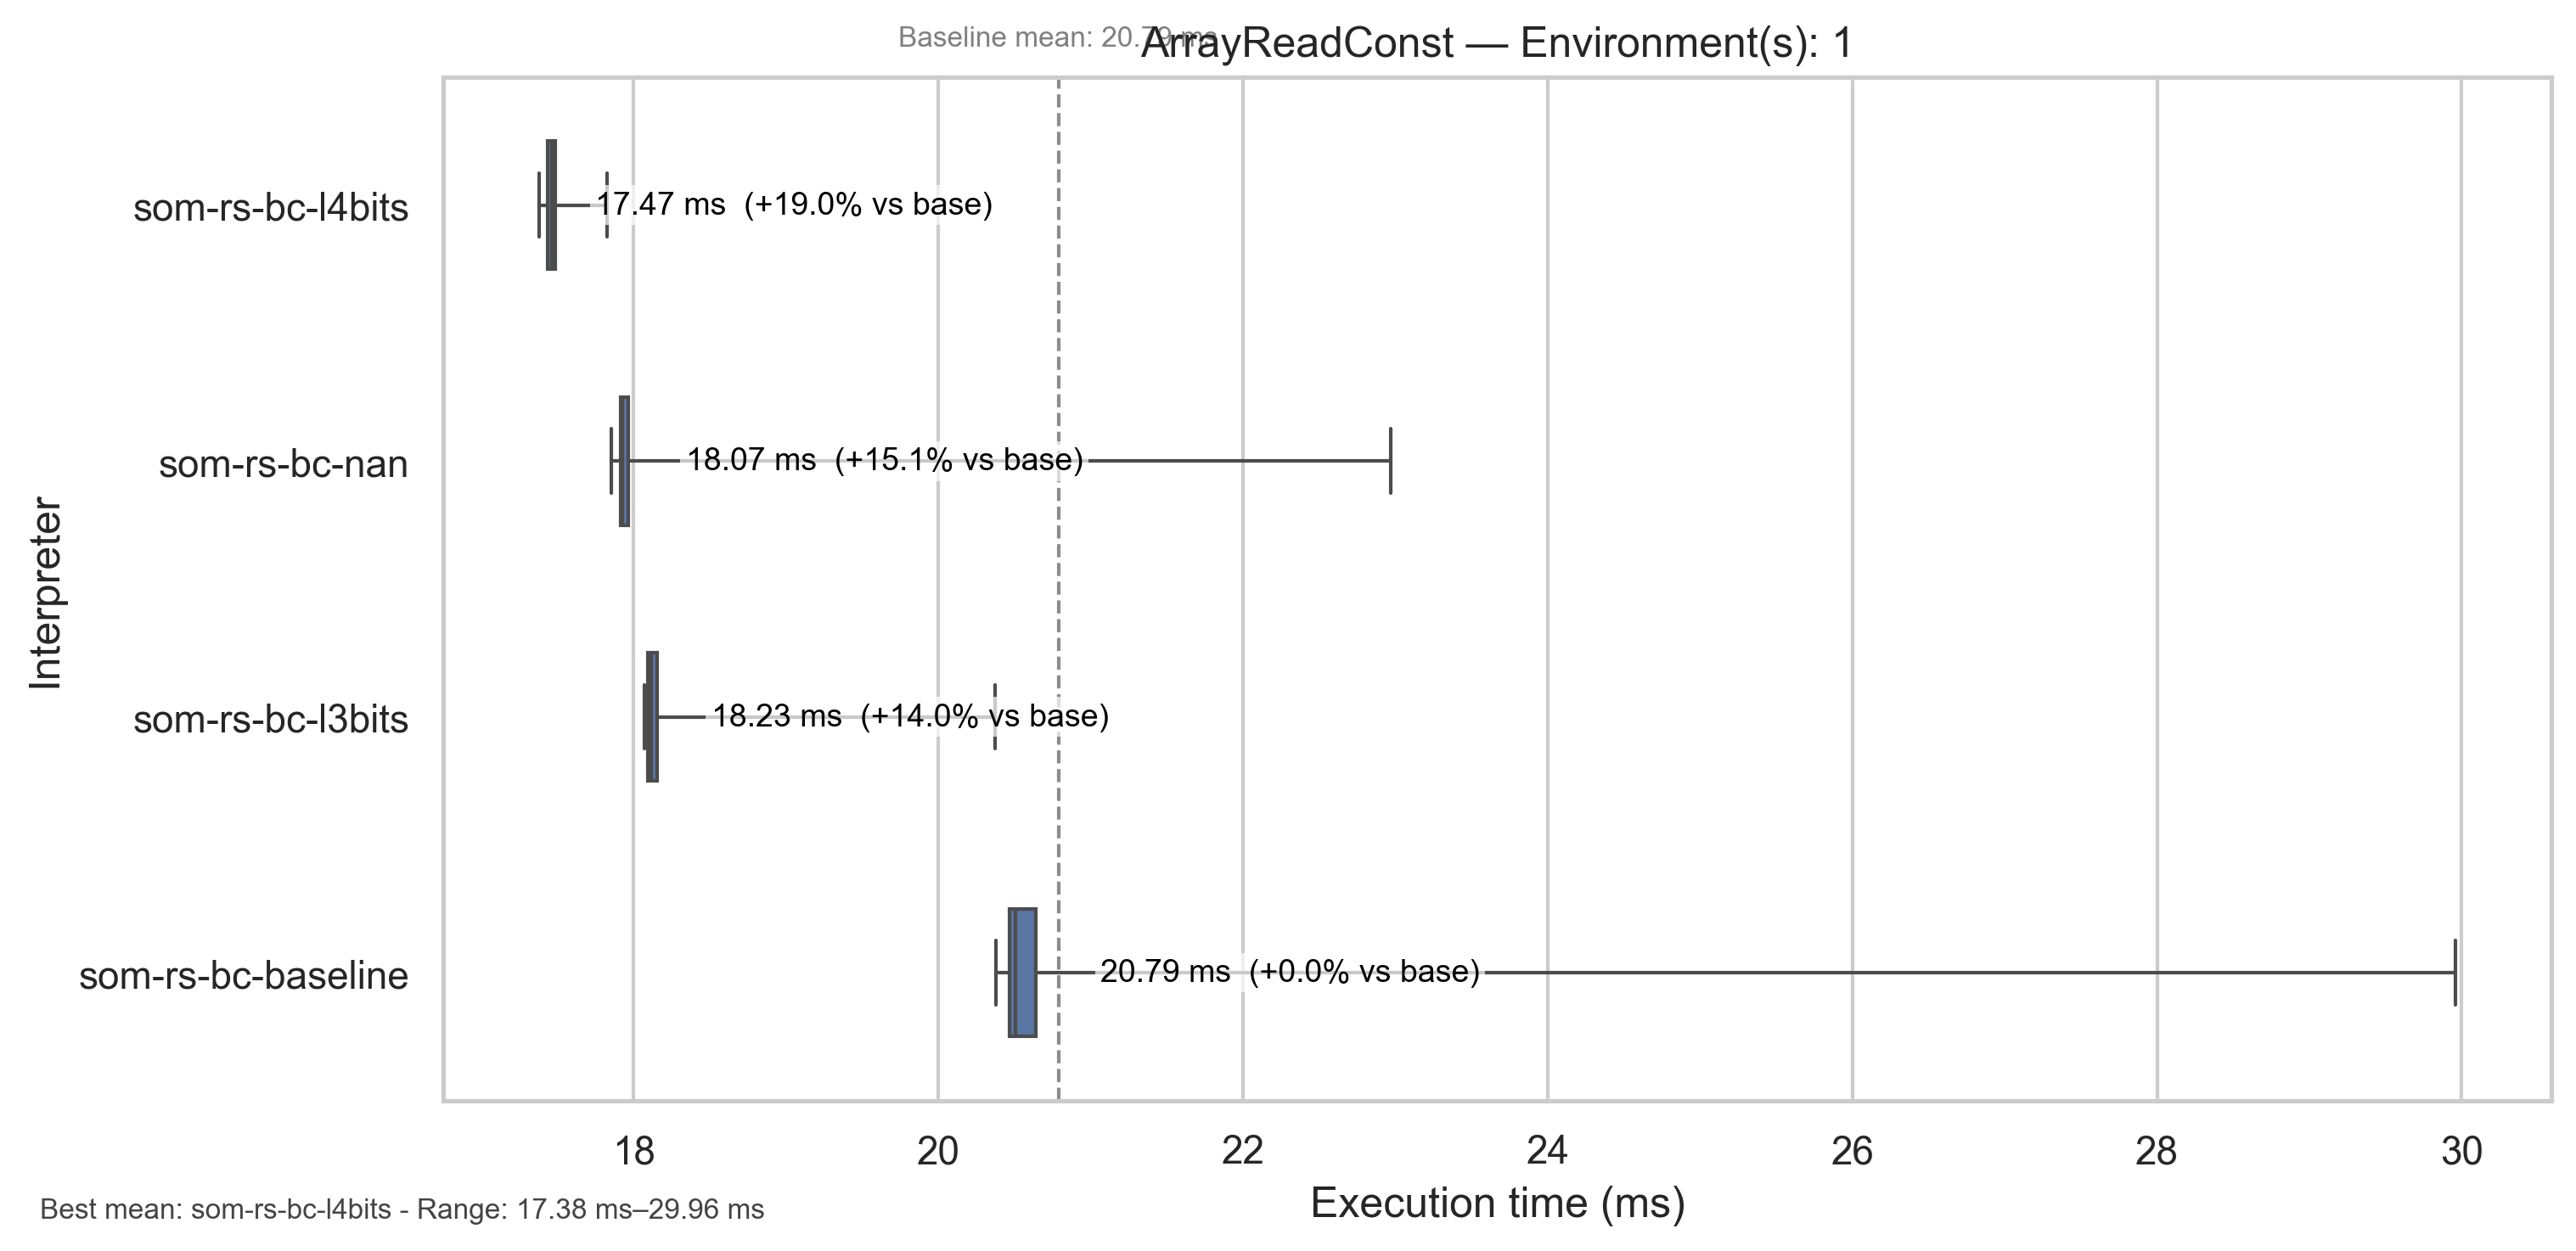 Baseline mean: 20.79 ms
ArrayReadConst — Environment(s): 1
som-rs-bc-l4bits
17.47 ms (+19.0% vs base)
som-rs-bc-nan
18.07 ms (+15.1% vs base)
Interpreter
som-rs-bc-l3bits
18.23 ms (+14.0% vs base)
som-rs-bc-baseline
20.79 ms (+0.0% vs base)
18 20 22 24 26 28 30
Execution time (ms)
Best mean: som-rs-bc-l4bits - Range: 17.38 ms–29.96 ms